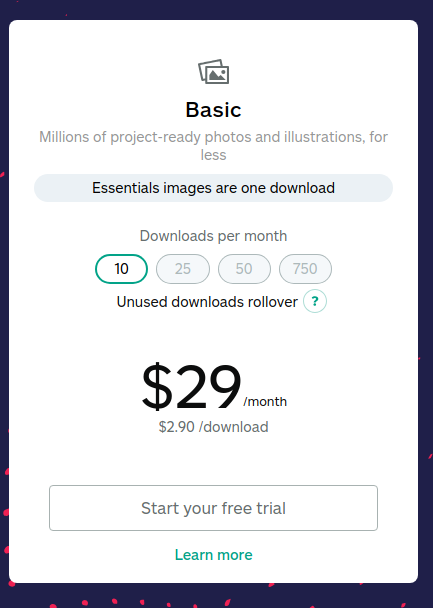 Basic
Millions of project-ready photos and illustrations, for
less
Essentials images are one download
Downloads per month
10 25 50 750
Unused downloads rollover ?
$29 /month
$2.90 /download
Start your free trial
Learn more